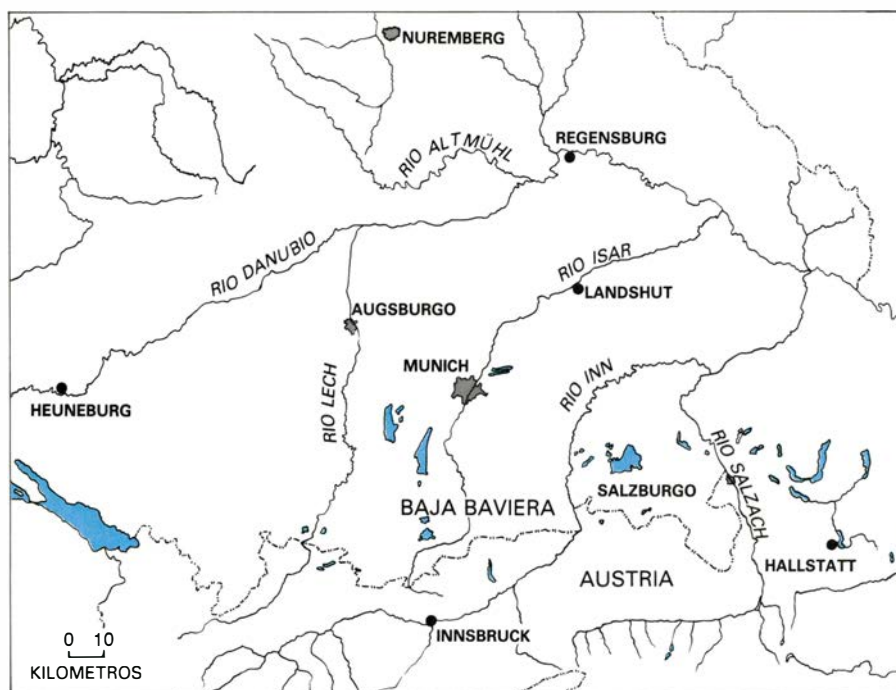 NUREMBERG
RIO ALTMÜHL
REGENSBURG
RIO DANUBIO
RIO ISAR
AUGSBURGO
LANDSHUT
MUNICH
RIO INN
HEUNEBURG
RIO LECH
RIO SALZACH
SALZBURGO
BAJA BAVIERA
HALLSTATT
AUSTRIA
INNSBRUCK
0 10
KILOMETROS